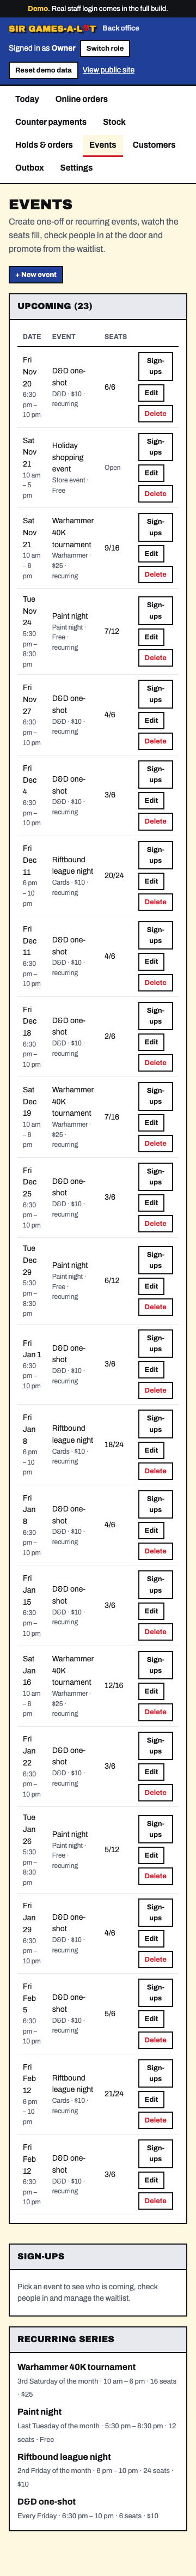 Demo. Real staff login comes in the full build.
SIR GAMES-A-LOT Back office
Signed in as Owner Switch role
Reset demo data View public site
Today Online orders
Counter payments Stock
Holds & orders Events Customers
Outbox Settings
EVENTS
Create one-off or recurring events, watch the
seats fill, check people in at the door and
promote from the waitlist.
+ New event
UPCOMING (23)
DATE EVENT SEATS
Fri Nov 20 6:30 pm – 10 pm D&D one-shot D&D · $10 · recurring 6/6 Sign-ups Edit Delete
Sat Nov 21 10 am – 5 pm Holiday shopping event Store event · Free Open Sign-ups Edit Delete
Sat Nov 21 10 am – 6 pm Warhammer 40K tournament Warhammer · $25 · recurring 9/16 Sign-ups Edit Delete
Tue Nov 24 5:30 pm – 8:30 pm Paint night Paint night · Free · recurring 7/12 Sign-ups Edit Delete
Fri Nov 27 6:30 pm – 10 pm D&D one-shot D&D · $10 · recurring 4/6 Sign-ups Edit Delete
Fri Dec 4 6:30 pm – 10 pm D&D one-shot D&D · $10 · recurring 3/6 Sign-ups Edit Delete
Fri Dec 11 6 pm – 10 pm Riftbound league night Cards · $10 · recurring 20/24 Sign-ups Edit Delete
Fri Dec 11 6:30 pm – 10 pm D&D one-shot D&D · $10 · recurring 4/6 Sign-ups Edit Delete
Fri Dec 18 6:30 pm – 10 pm D&D one-shot D&D · $10 · recurring 2/6 Sign-ups Edit Delete
Sat Dec 19 10 am – 6 pm Warhammer 40K tournament Warhammer · $25 · recurring 7/16 Sign-ups Edit Delete
Fri Dec 25 6:30 pm – 10 pm D&D one-shot D&D · $10 · recurring 3/6 Sign-ups Edit Delete
Tue Dec 29 5:30 pm – 8:30 pm Paint night Paint night · Free · recurring 6/12 Sign-ups Edit Delete
Fri Jan 1 6:30 pm – 10 pm D&D one-shot D&D · $10 · recurring 3/6 Sign-ups Edit Delete
Fri Jan 8 6 pm – 10 pm Riftbound league night Cards · $10 · recurring 18/24 Sign-ups Edit Delete
Fri Jan 8 6:30 pm – 10 pm D&D one-shot D&D · $10 · recurring 4/6 Sign-ups Edit Delete
Fri Jan 15 6:30 pm – 10 pm D&D one-shot D&D · $10 · recurring 3/6 Sign-ups Edit Delete
Sat Jan 16 10 am – 6 pm Warhammer 40K tournament Warhammer · $25 · recurring 12/16 Sign-ups Edit Delete
Fri Jan 22 6:30 pm – 10 pm D&D one-shot D&D · $10 · recurring 3/6 Sign-ups Edit Delete
Tue Jan 26 5:30 pm – 8:30 pm Paint night Paint night · Free · recurring 5/12 Sign-ups Edit Delete
Fri Jan 29 6:30 pm – 10 pm D&D one-shot D&D · $10 · recurring 4/6 Sign-ups Edit Delete
Fri Feb 5 6:30 pm – 10 pm D&D one-shot D&D · $10 · recurring 5/6 Sign-ups Edit Delete
Fri Feb 12 6 pm – 10 pm Riftbound league night Cards · $10 · recurring 21/24 Sign-ups Edit Delete
Fri Feb 12 6:30 pm – 10 pm D&D one-shot D&D · $10 · recurring 3/6 Sign-ups Edit Delete
SIGN-UPS
Pick an event to see who is coming, check
people in and manage the waitlist.
RECURRING SERIES
Warhammer 40K tournament
3rd Saturday of the month · 10 am – 6 pm · 16 seats
· $25
Paint night
Last Tuesday of the month · 5:30 pm – 8:30 pm · 12
seats · Free
Riftbound league night
2nd Friday of the month · 6 pm – 10 pm · 24 seats ·
$10
D&D one-shot
Every Friday · 6:30 pm – 10 pm · 6 seats · $10